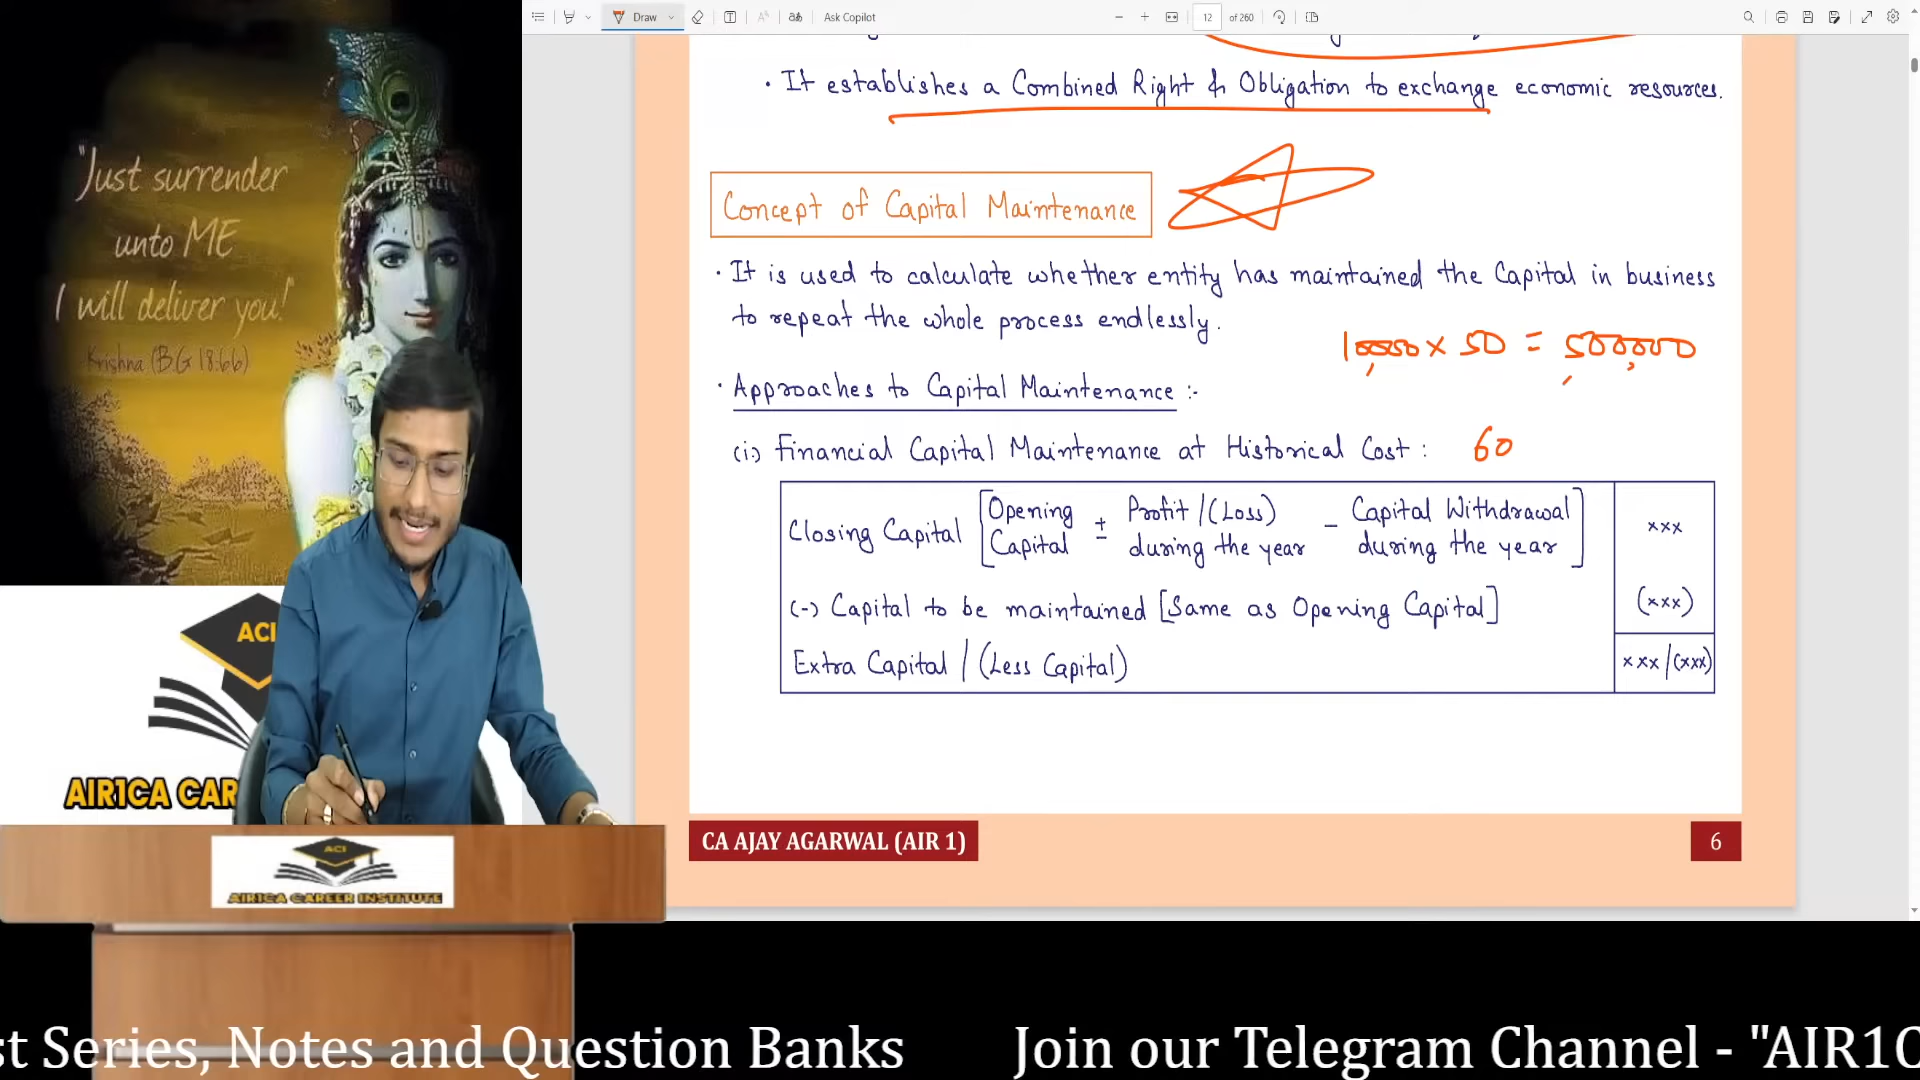 Draw
Ask Copilot
12
of 260
"Just surrender
unto ME
I will deliver you!"
Krishna (B.G 18.66)
· It establishes a Combined Right & Obligation to exchange economic resources.
Concept of Capital Maintenance
· It is used to calculate whether entity has maintained the Capital in business
to repeat the whole process endlessly.
10000 × 50 = 500000
· Approaches to Capital Maintenance :-
(i) Financial Capital Maintenance at Historical Cost : 60
Closing Capital [Opening Capital ± Profit/(Loss) during the year - Capital Withdrawal during the year] xxx
(-) Capital to be maintained [Same as Opening Capital] (xxx)
Extra Capital / (Less Capital) xxx/(xxx)
CA AJAY AGARWAL (AIR 1)
6
ACI
AIR1CA CAR
ACI
AIR1CA CAREER INSTITUTE
st Series, Notes and Question Banks Join our Telegram Channel - "AIR1C